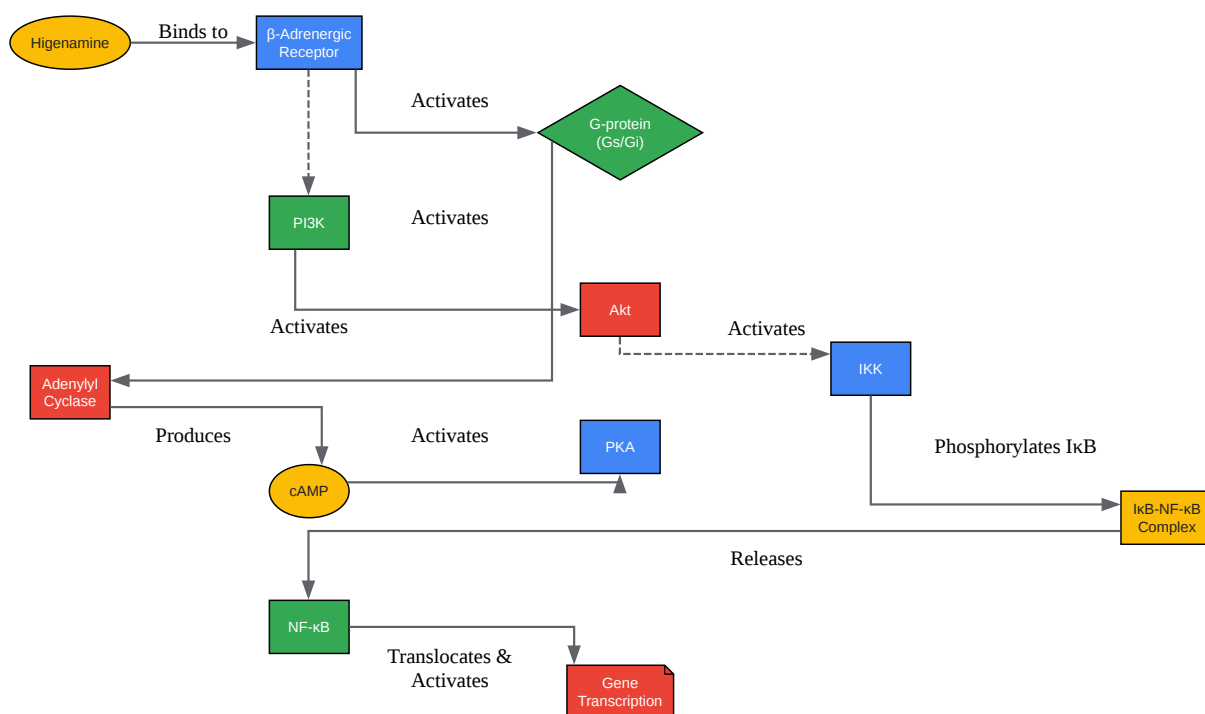 Higenamine
Binds to
β-Adrenergic
Receptor
Activates
G-protein
(Gs/Gi)
PI3K
Activates
Activates
Akt
Activates
IKK
Adenylyl
Cyclase
Produces
Activates
PKA
Phosphorylates IκB
cAMP
IκB-NF-κB
Complex
Releases
NF-κB
Translocates &
Activates
Gene
Transcription